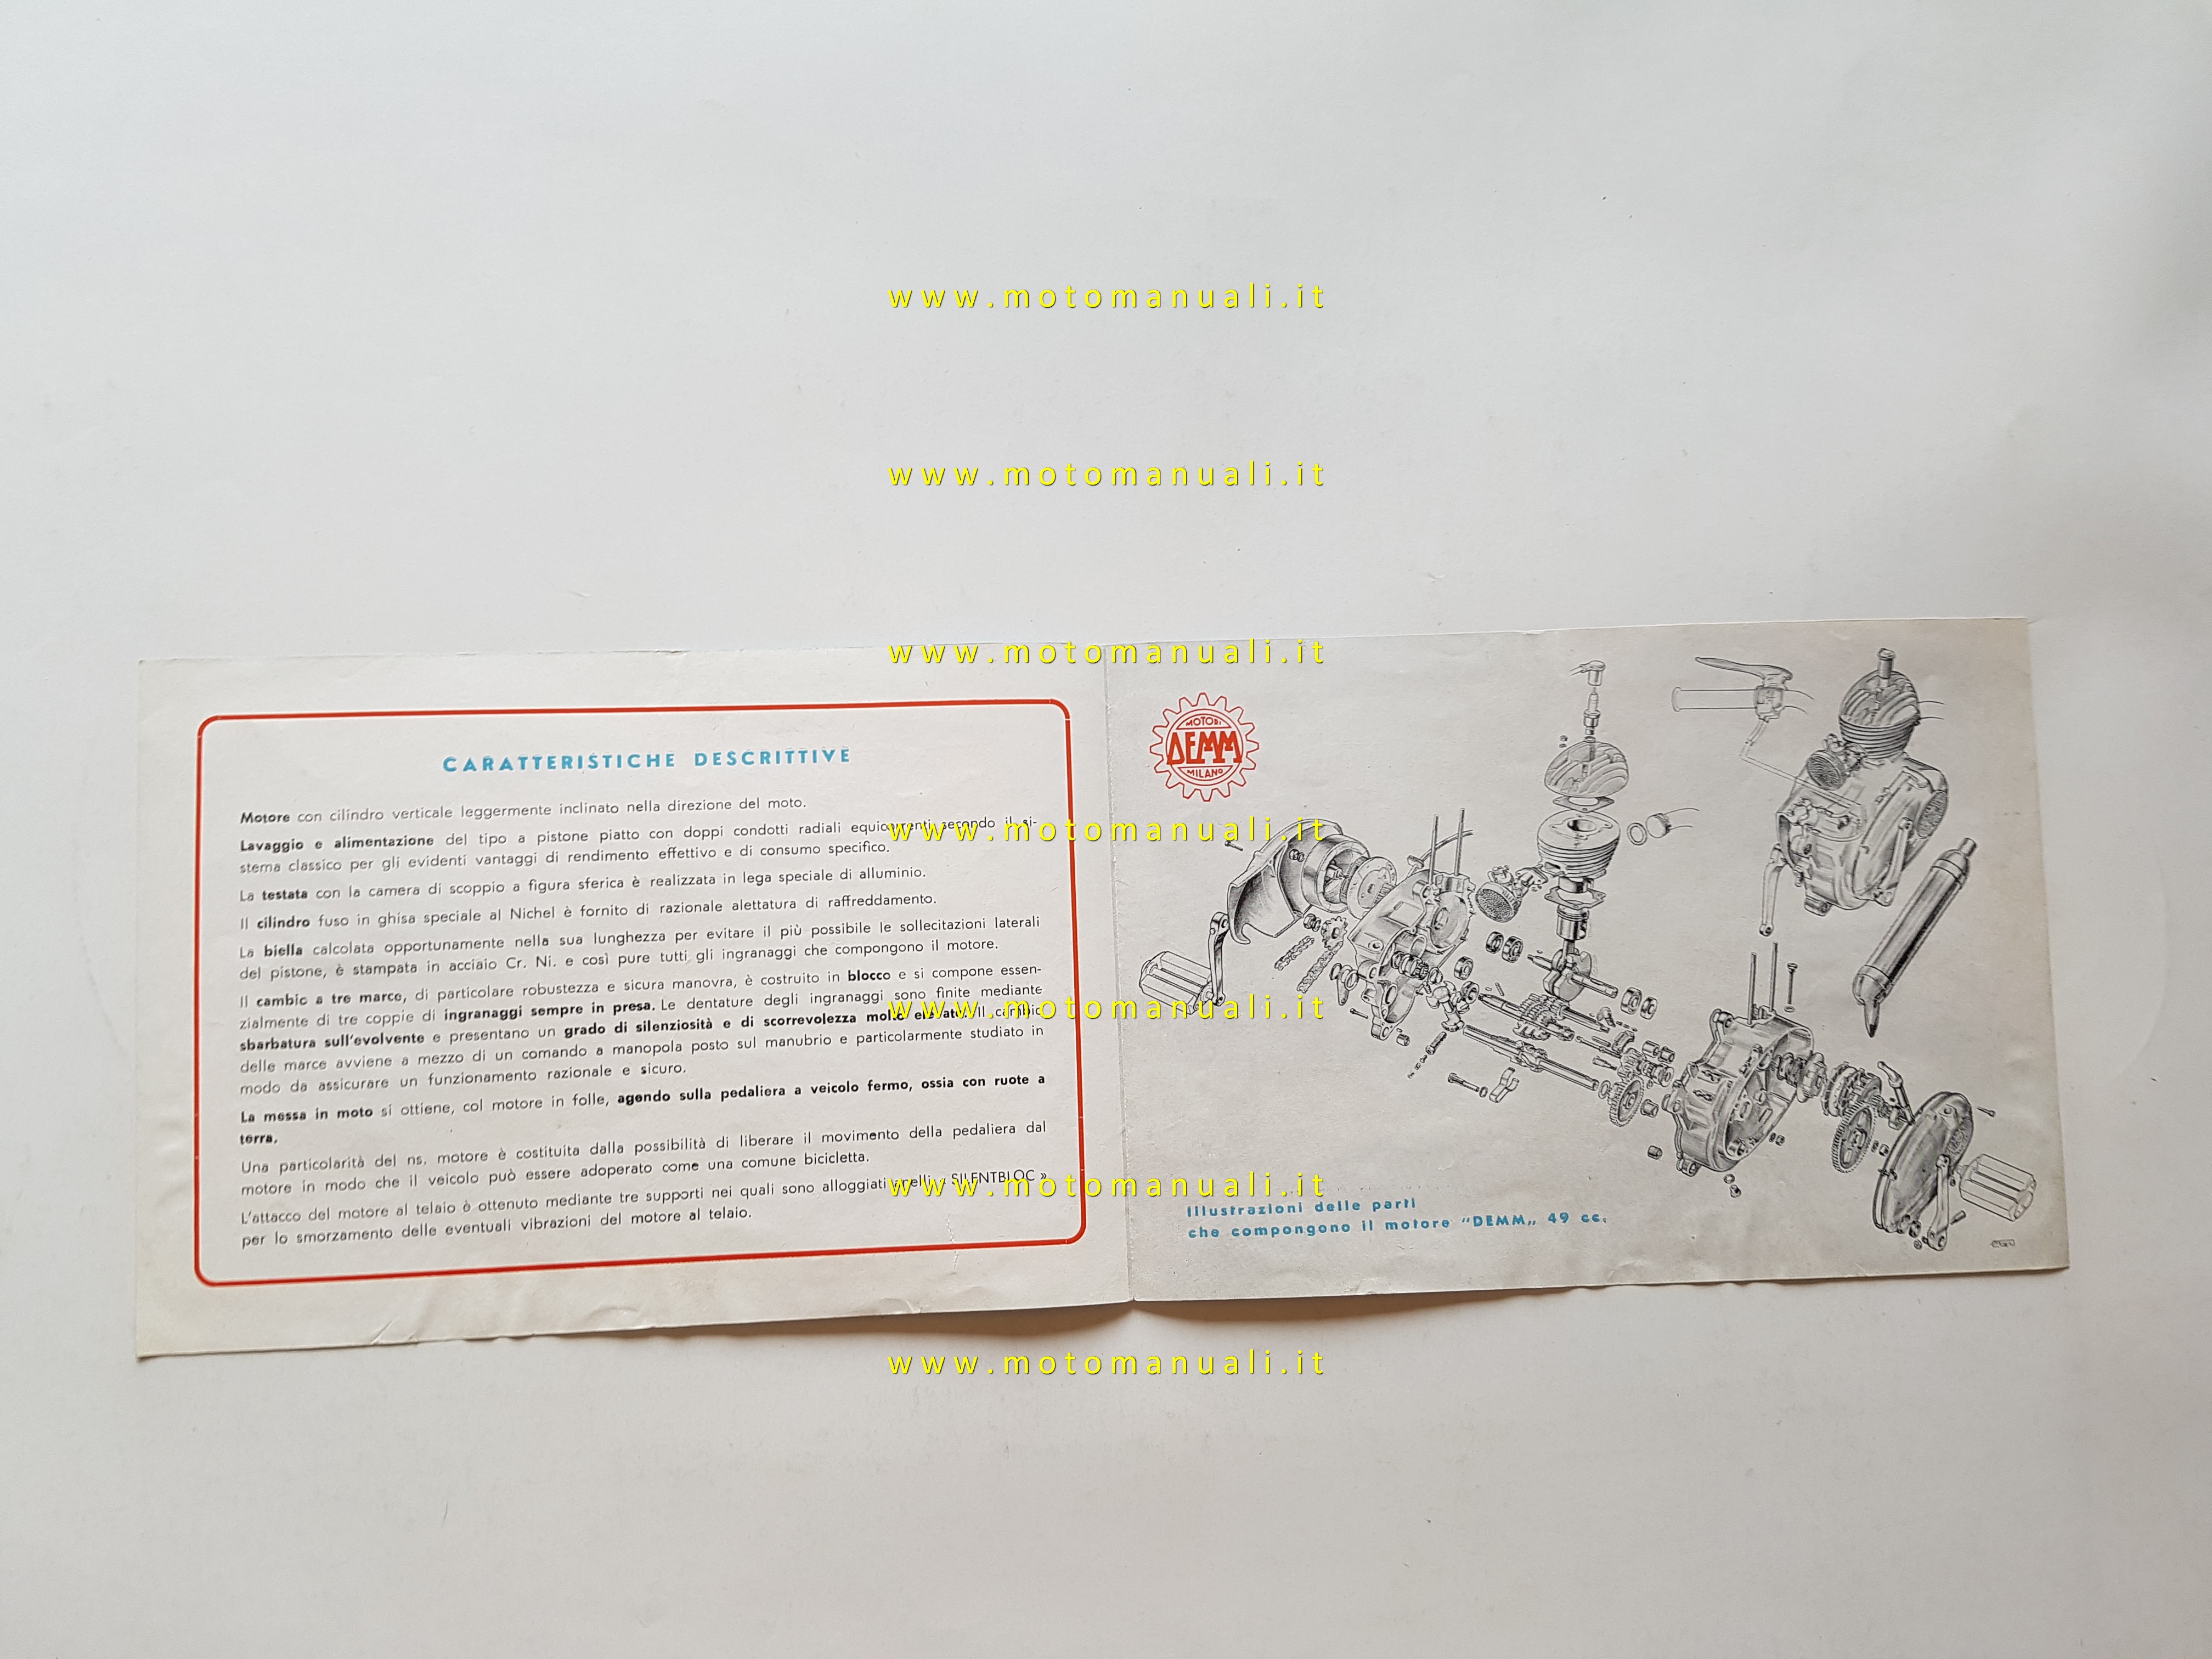 www.motomanuali.it
www.motomanuali.it
www.motomanuali.it
CARATTERISTICHE DESCRITTIVE
Motore con cilindro verticale leggermente inclinato nella direzione del moto.
Lavaggio e alimentazione del tipo a pistone piatto con doppi condotti radiali equicorrenti secondo il si-
stema classico per gli evidenti vantaggi di rendimento effettivo e di consumo specifico.
La testata con la camera di scoppio a figura sferica è realizzata in lega speciale di alluminio.
Il cilindro fuso in ghisa speciale al Nichel è fornito di razionale alettatura di raffreddamento.
La biella calcolata opportunamente nella sua lunghezza per evitare il più possibile le sollecitazioni laterali
del pistone, è stampata in acciaio Cr. Ni. e così pure tutti gli ingranaggi che compongono il motore.
Il cambio a tre marce, di particolare robustezza e sicura manovra, è costruito in blocco e si compone essen-
zialmente di tre coppie di ingranaggi sempre in presa. Le dentature degli ingranaggi sono finite mediante
sbarbatura sull'evolvente e presentano un grado di silenziosità e di scorrevolezza molto elevato. Il cambio
delle marce avviene a mezzo di un comando a manopola posto sul manubrio e particolarmente studiato in
modo da assicurare un funzionamento razionale e sicuro.
La messa in moto si ottiene, col motore in folle, agendo sulla pedaliera a veicolo fermo, ossia con ruote a
terra.
Una particolarità del ns. motore è costituita dalla possibilità di liberare il movimento della pedaliera dal
motore in modo che il veicolo può essere adoperato come una comune bicicletta.
L'attacco del motore al telaio è ottenuto mediante tre supporti nei quali sono alloggiati anelli « SILENTBLOC »
per lo smorzamento delle eventuali vibrazioni del motore al telaio.
www.motomanuali.it
www.motomanuali.it
www.motomanuali.it
www.motomanuali.it
MOTORI
DEMM
MILANO
Illustrazioni delle parti
che compongono il motore "DEMM„ 49 cc.